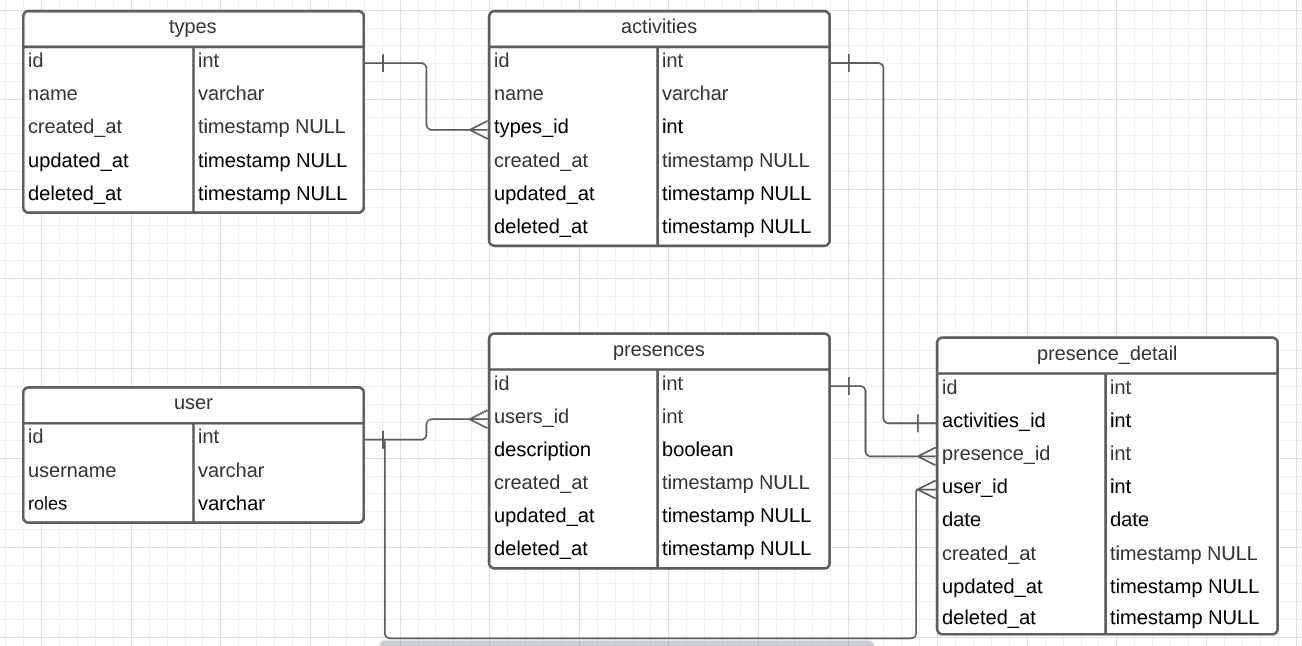 types
id int
name varchar
created_at timestamp NULL
updated_at timestamp NULL
deleted_at timestamp NULL
activities
id int
name varchar
types_id int
created_at timestamp NULL
updated_at timestamp NULL
deleted_at timestamp NULL
user
id int
username varchar
roles varchar
presences
id int
users_id int
description boolean
created_at timestamp NULL
updated_at timestamp NULL
deleted_at timestamp NULL
presence_detail
id int
activities_id int
presence_id int
user_id int
date date
created_at timestamp NULL
updated_at timestamp NULL
deleted_at timestamp NULL